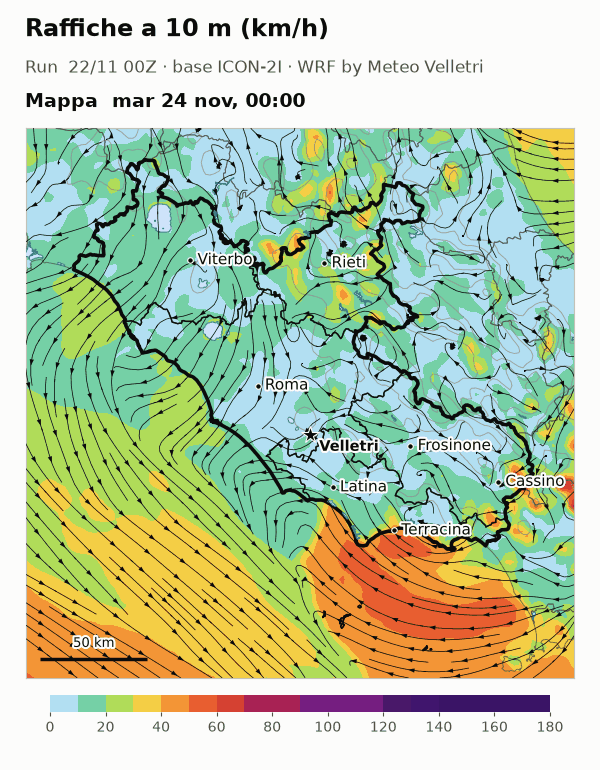 Raffiche a 10 m (km/h)
Run  22/11 00Z · base ICON-2I · WRF by Meteo Velletri
Mappa  mar 24 nov, 00:00
Viterbo
Rieti
Roma
Velletri
Frosinone
Latina
Cassino
Terracina
50 km
0 20 40 60 80 100 120 140 160 180